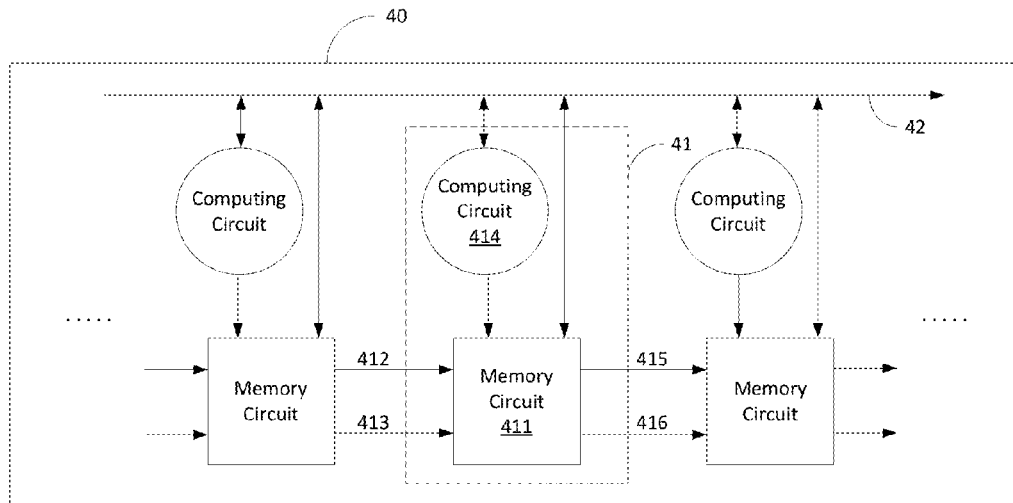 40
42
41
Computing
Circuit
Computing
Circuit
414
Computing
Circuit
.....
.....
412
415
Memory
Circuit
Memory
Circuit
411
Memory
Circuit
413
416